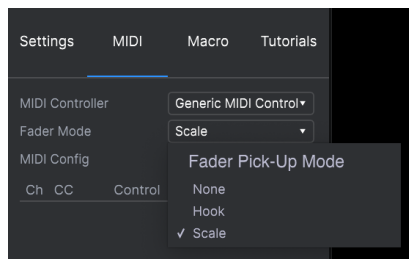 Settings MIDI Macro Tutorials
MIDI Controller Generic MIDI Control
Fader Mode Scale
MIDI Config
Fader Pick-Up Mode
Ch CC Control
None
Hook
✓ Scale